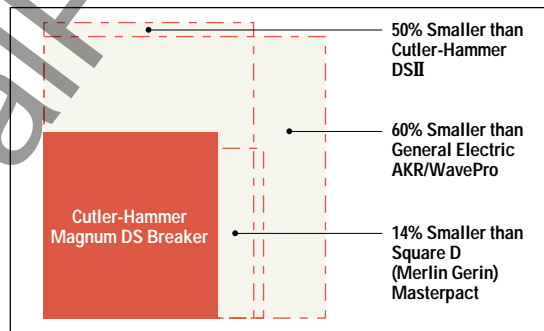 50% Smaller than
Cutler-Hammer
DSII
60% Smaller than
General Electric
AKR/WavePro
Cutler-Hammer
Magnum DS Breaker
14% Smaller than
Square D
(Merlin Gerin)
Masterpact